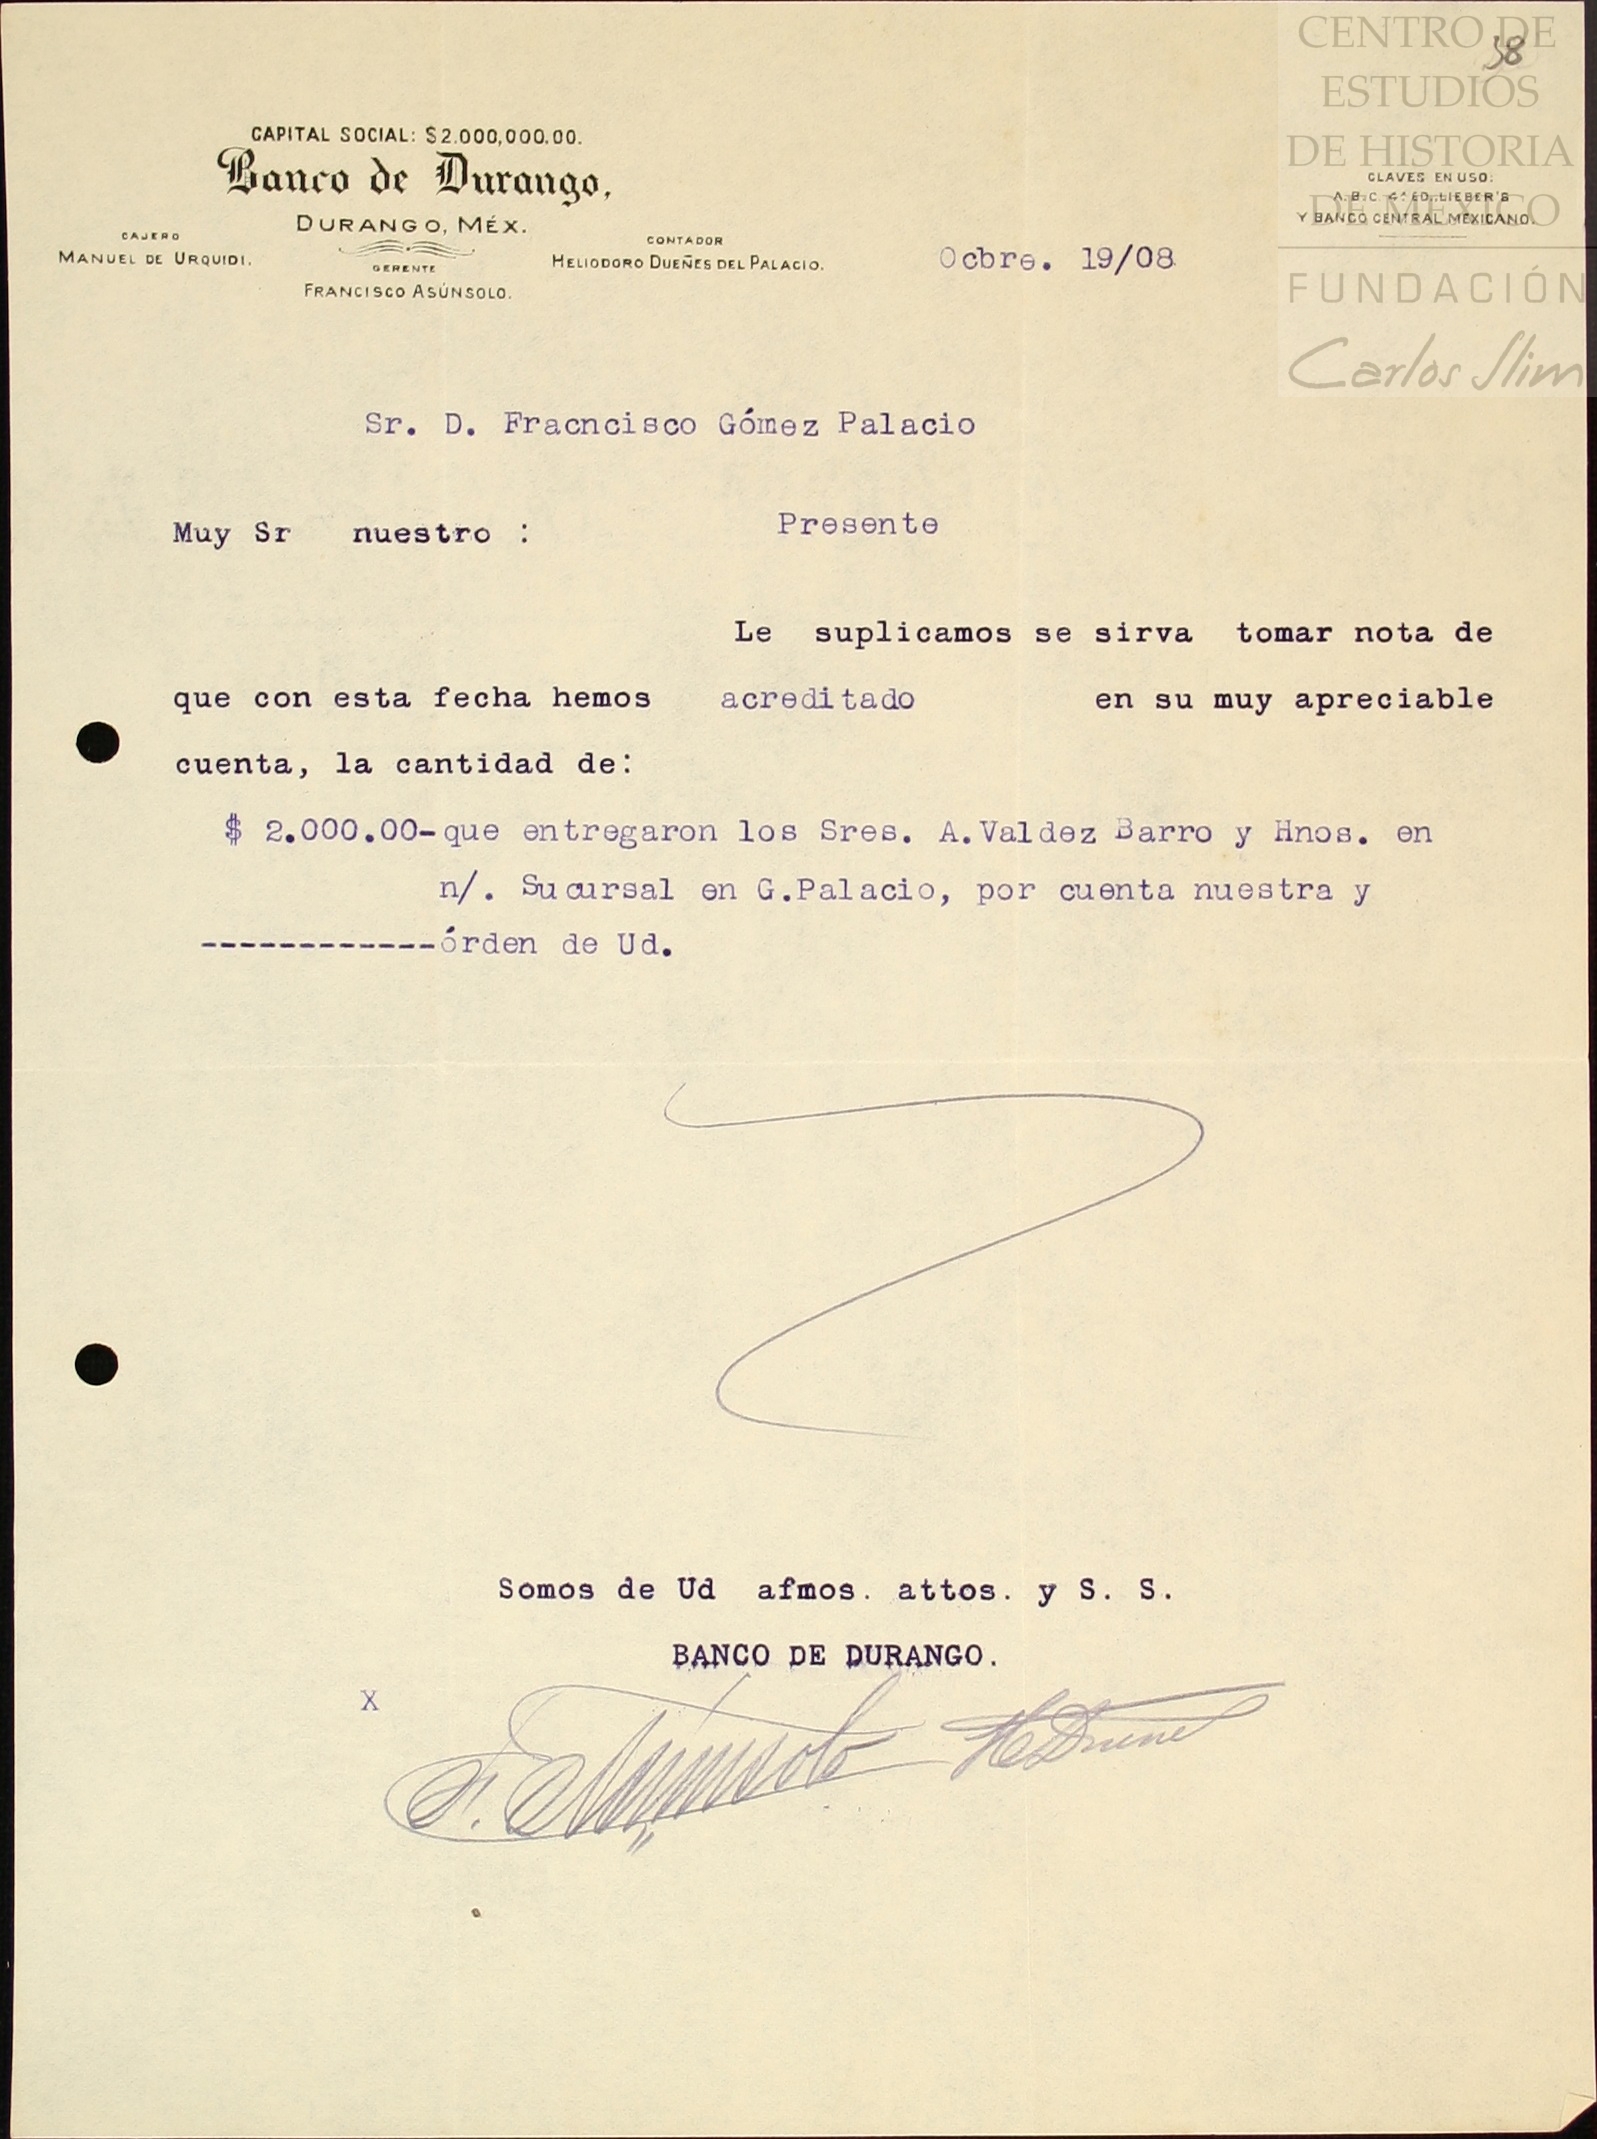 38
CENTRO DE
ESTUDIOS
DE HISTORIA
DE MÉXICO
FUNDACIÓN
Carlos Slim
CAPITAL SOCIAL: $2.000,000.00.
Banco de Durango,
DURANGO, MÉX.
CAJERO
MANUEL DE URQUIDI.
GERENTE
FRANCISCO ASÚNSOLO.
CONTADOR
HELIODORO DUEÑES DEL PALACIO.
CLAVES EN USO:
A.B.C. 4ª ED., LIEBER'S
Y BANCO CENTRAL MEXICANO.
Ocbre. 19/08
Sr. D. Fracncisco Gómez Palacio
Presente
Muy Sr nuestro :
Le suplicamos se sirva tomar nota de
que con esta fecha hemos acreditado en su muy apreciable
cuenta, la cantidad de:
$ 2.000.00-que entregaron los Sres. A.Valdez Barro y Hnos. en
n/. Sucursal en G.Palacio, por cuenta nuestra y
------------órden de Ud.
Somos de Ud afmos. attos. y S. S.
BANCO DE DURANGO.
X
F. Asúnsolo